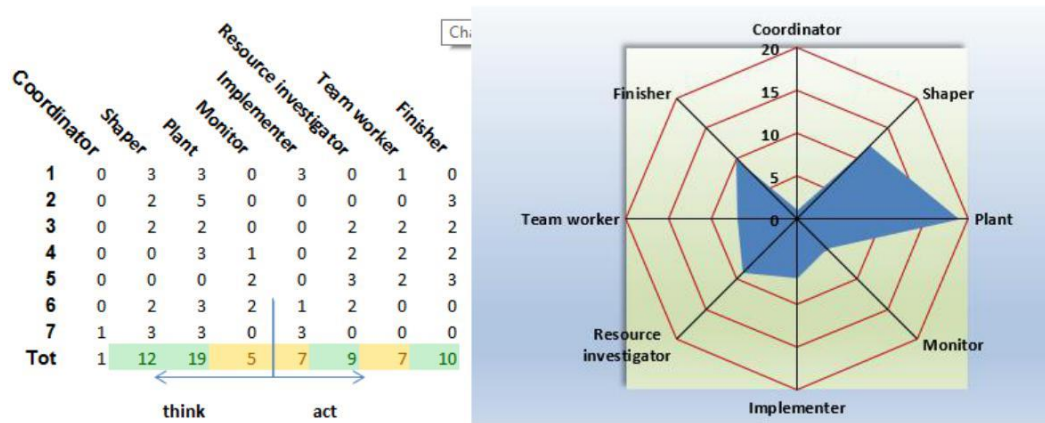 Cha
Coordinator
Shaper
Plant
Monitor
Implementer
Resource investigator
Team worker
Finisher
1 0 3 3 0 3 0 1 0
2 0 2 5 0 0 0 0 3
3 0 2 2 0 0 2 2 2
4 0 0 3 1 0 2 2 2
5 0 0 0 2 0 3 2 3
6 0 2 3 2 1 2 0 0
7 1 3 3 0 3 0 0 0
Tot 1 12 19 5 7 9 7 10
think act
Coordinator
20
Finisher Shaper
15
10
5
Team worker 0 Plant
Resource
investigator
Monitor
Implementer